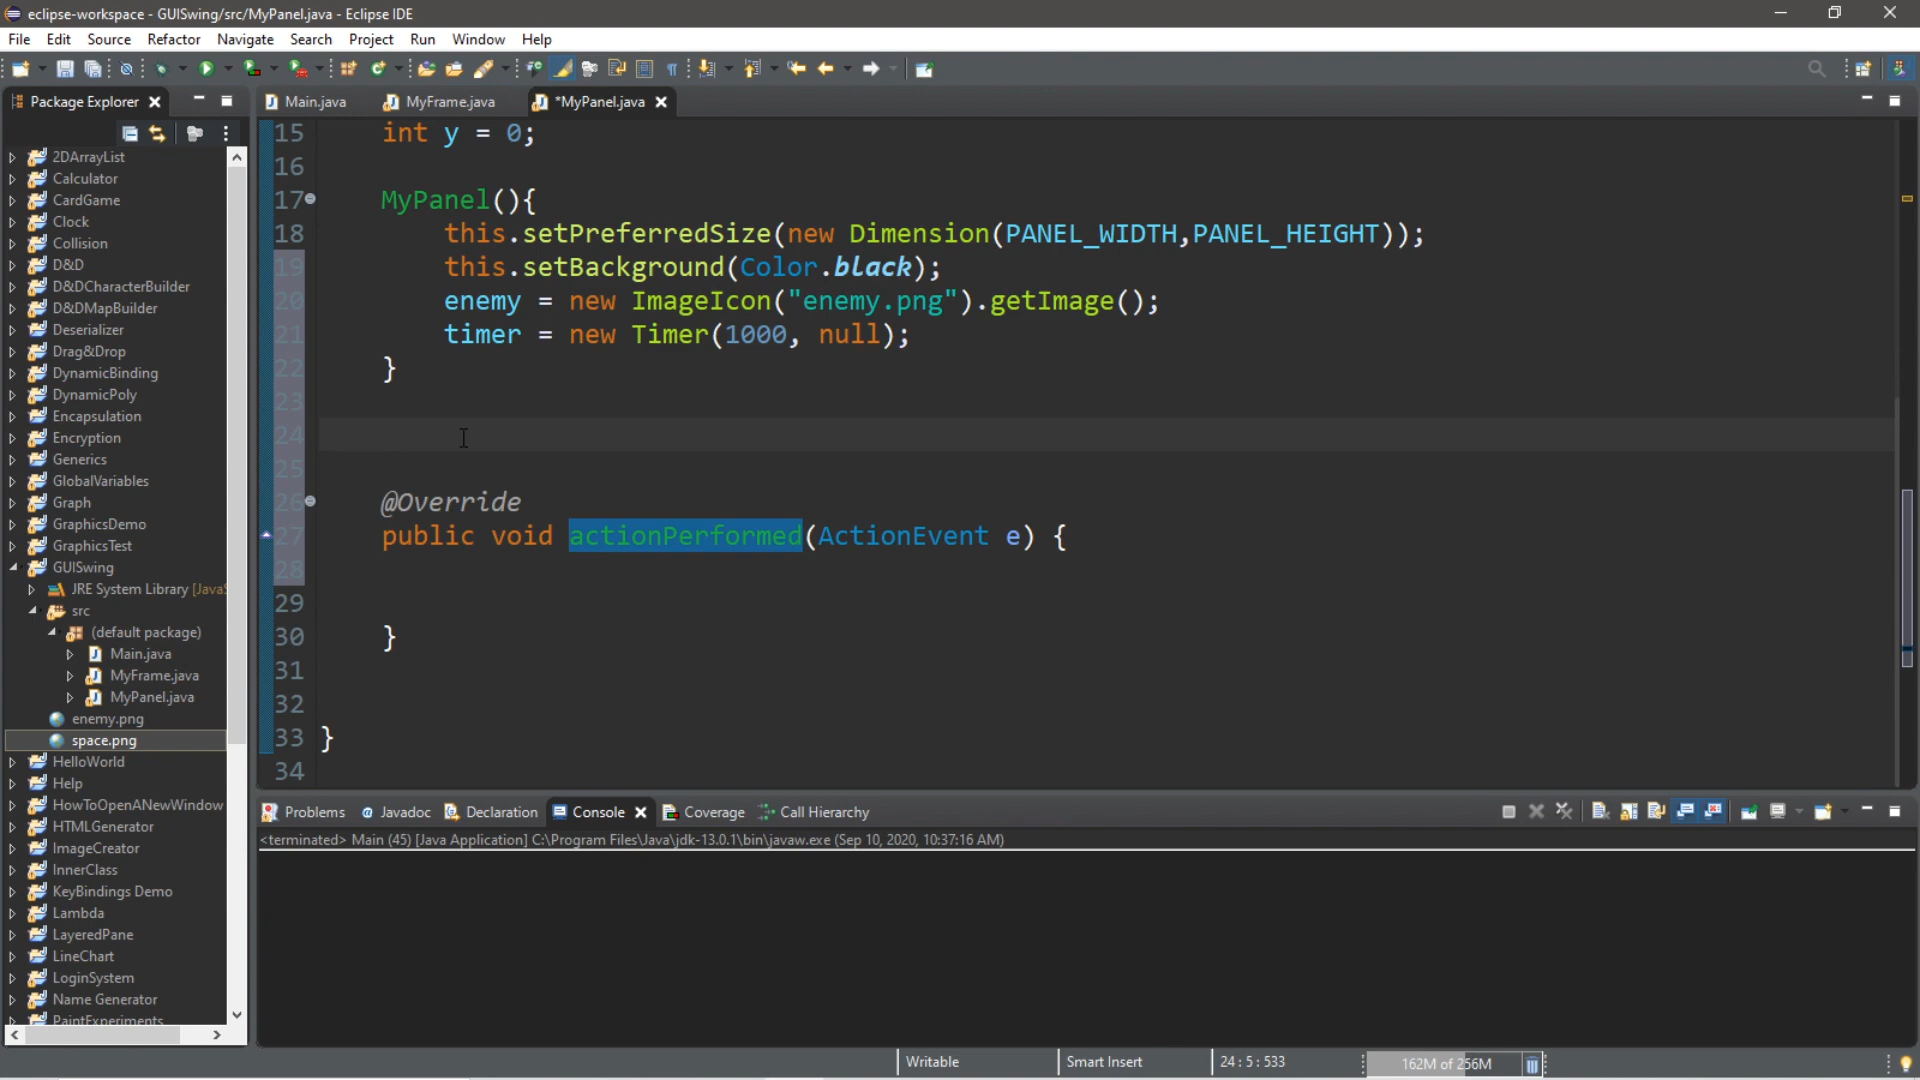 eclipse-workspace - GUISwing/src/MyPanel.java - Eclipse IDE
File Edit Source Refactor Navigate Search Project Run Window Help
Package Explorer
Main.java MyFrame.java *MyPanel.java
2DArrayList
Calculator
CardGame
Clock
Collision
D&D
D&DCharacterBuilder
D&DMapBuilder
Deserializer
Drag&Drop
DynamicBinding
DynamicPoly
Encapsulation
Encryption
Generics
GlobalVariables
Graph
GraphicsDemo
GraphicsTest
GUISwing
JRE System Library [JavaS
src
(default package)
Main.java
MyFrame.java
MyPanel.java
enemy.png
space.png
HelloWorld
Help
HowToOpenANewWindow
HTMLGenerator
ImageCreator
InnerClass
KeyBindings Demo
Lambda
LayeredPane
LineChart
LoginSystem
Name Generator
PaintExperiments
15 int y = 0;
16
17 MyPanel(){
18 this.setPreferredSize(new Dimension(PANEL_WIDTH,PANEL_HEIGHT));
19 this.setBackground(Color.black);
20 enemy = new ImageIcon("enemy.png").getImage();
21 timer = new Timer(1000, null);
22 }
23
24
25
26 @Override
27 public void actionPerformed(ActionEvent e) {
28
29
30 }
31
32
33 }
34
Problems Javadoc Declaration Console Coverage Call Hierarchy
<terminated> Main (45) [Java Application] C:\Program Files\Java\jdk-13.0.1\bin\javaw.exe (Sep 10, 2020, 10:37:16 AM)
Writable Smart Insert 24 : 5 : 533 162M of 256M